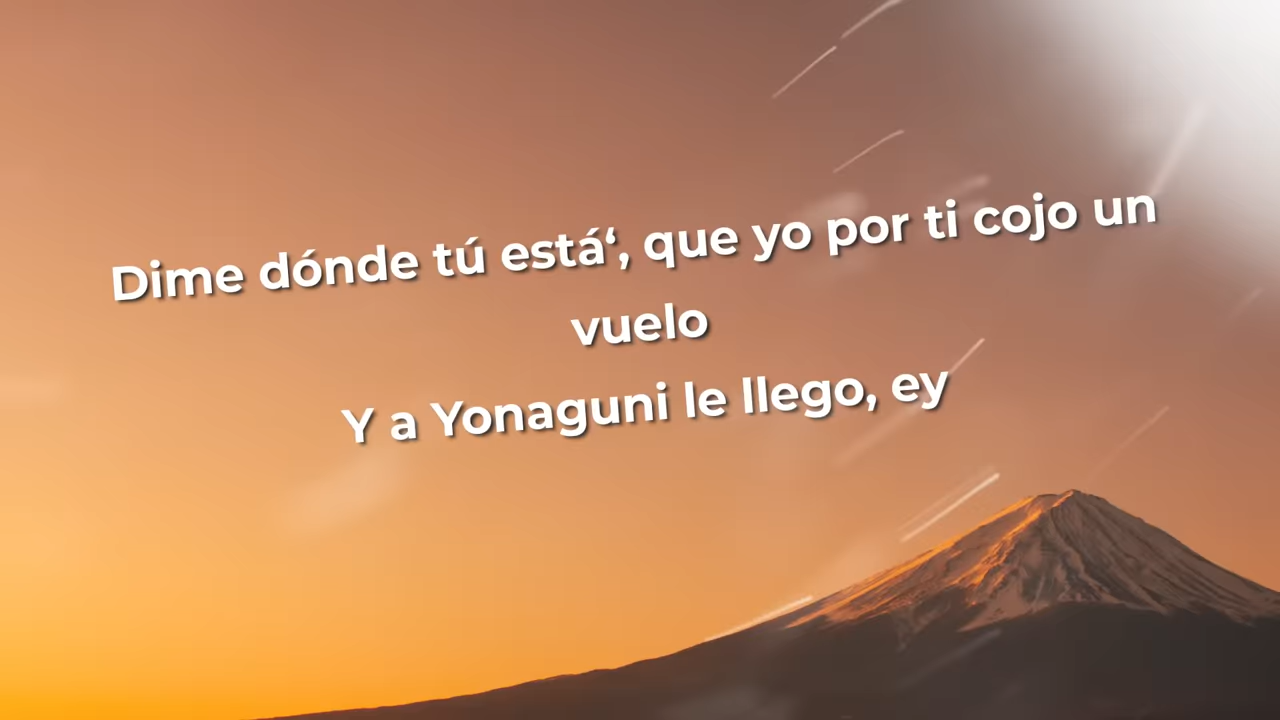 Dime dónde tú está‘, que yo por ti cojo un
vuelo
Y a Yonaguni le llego, ey